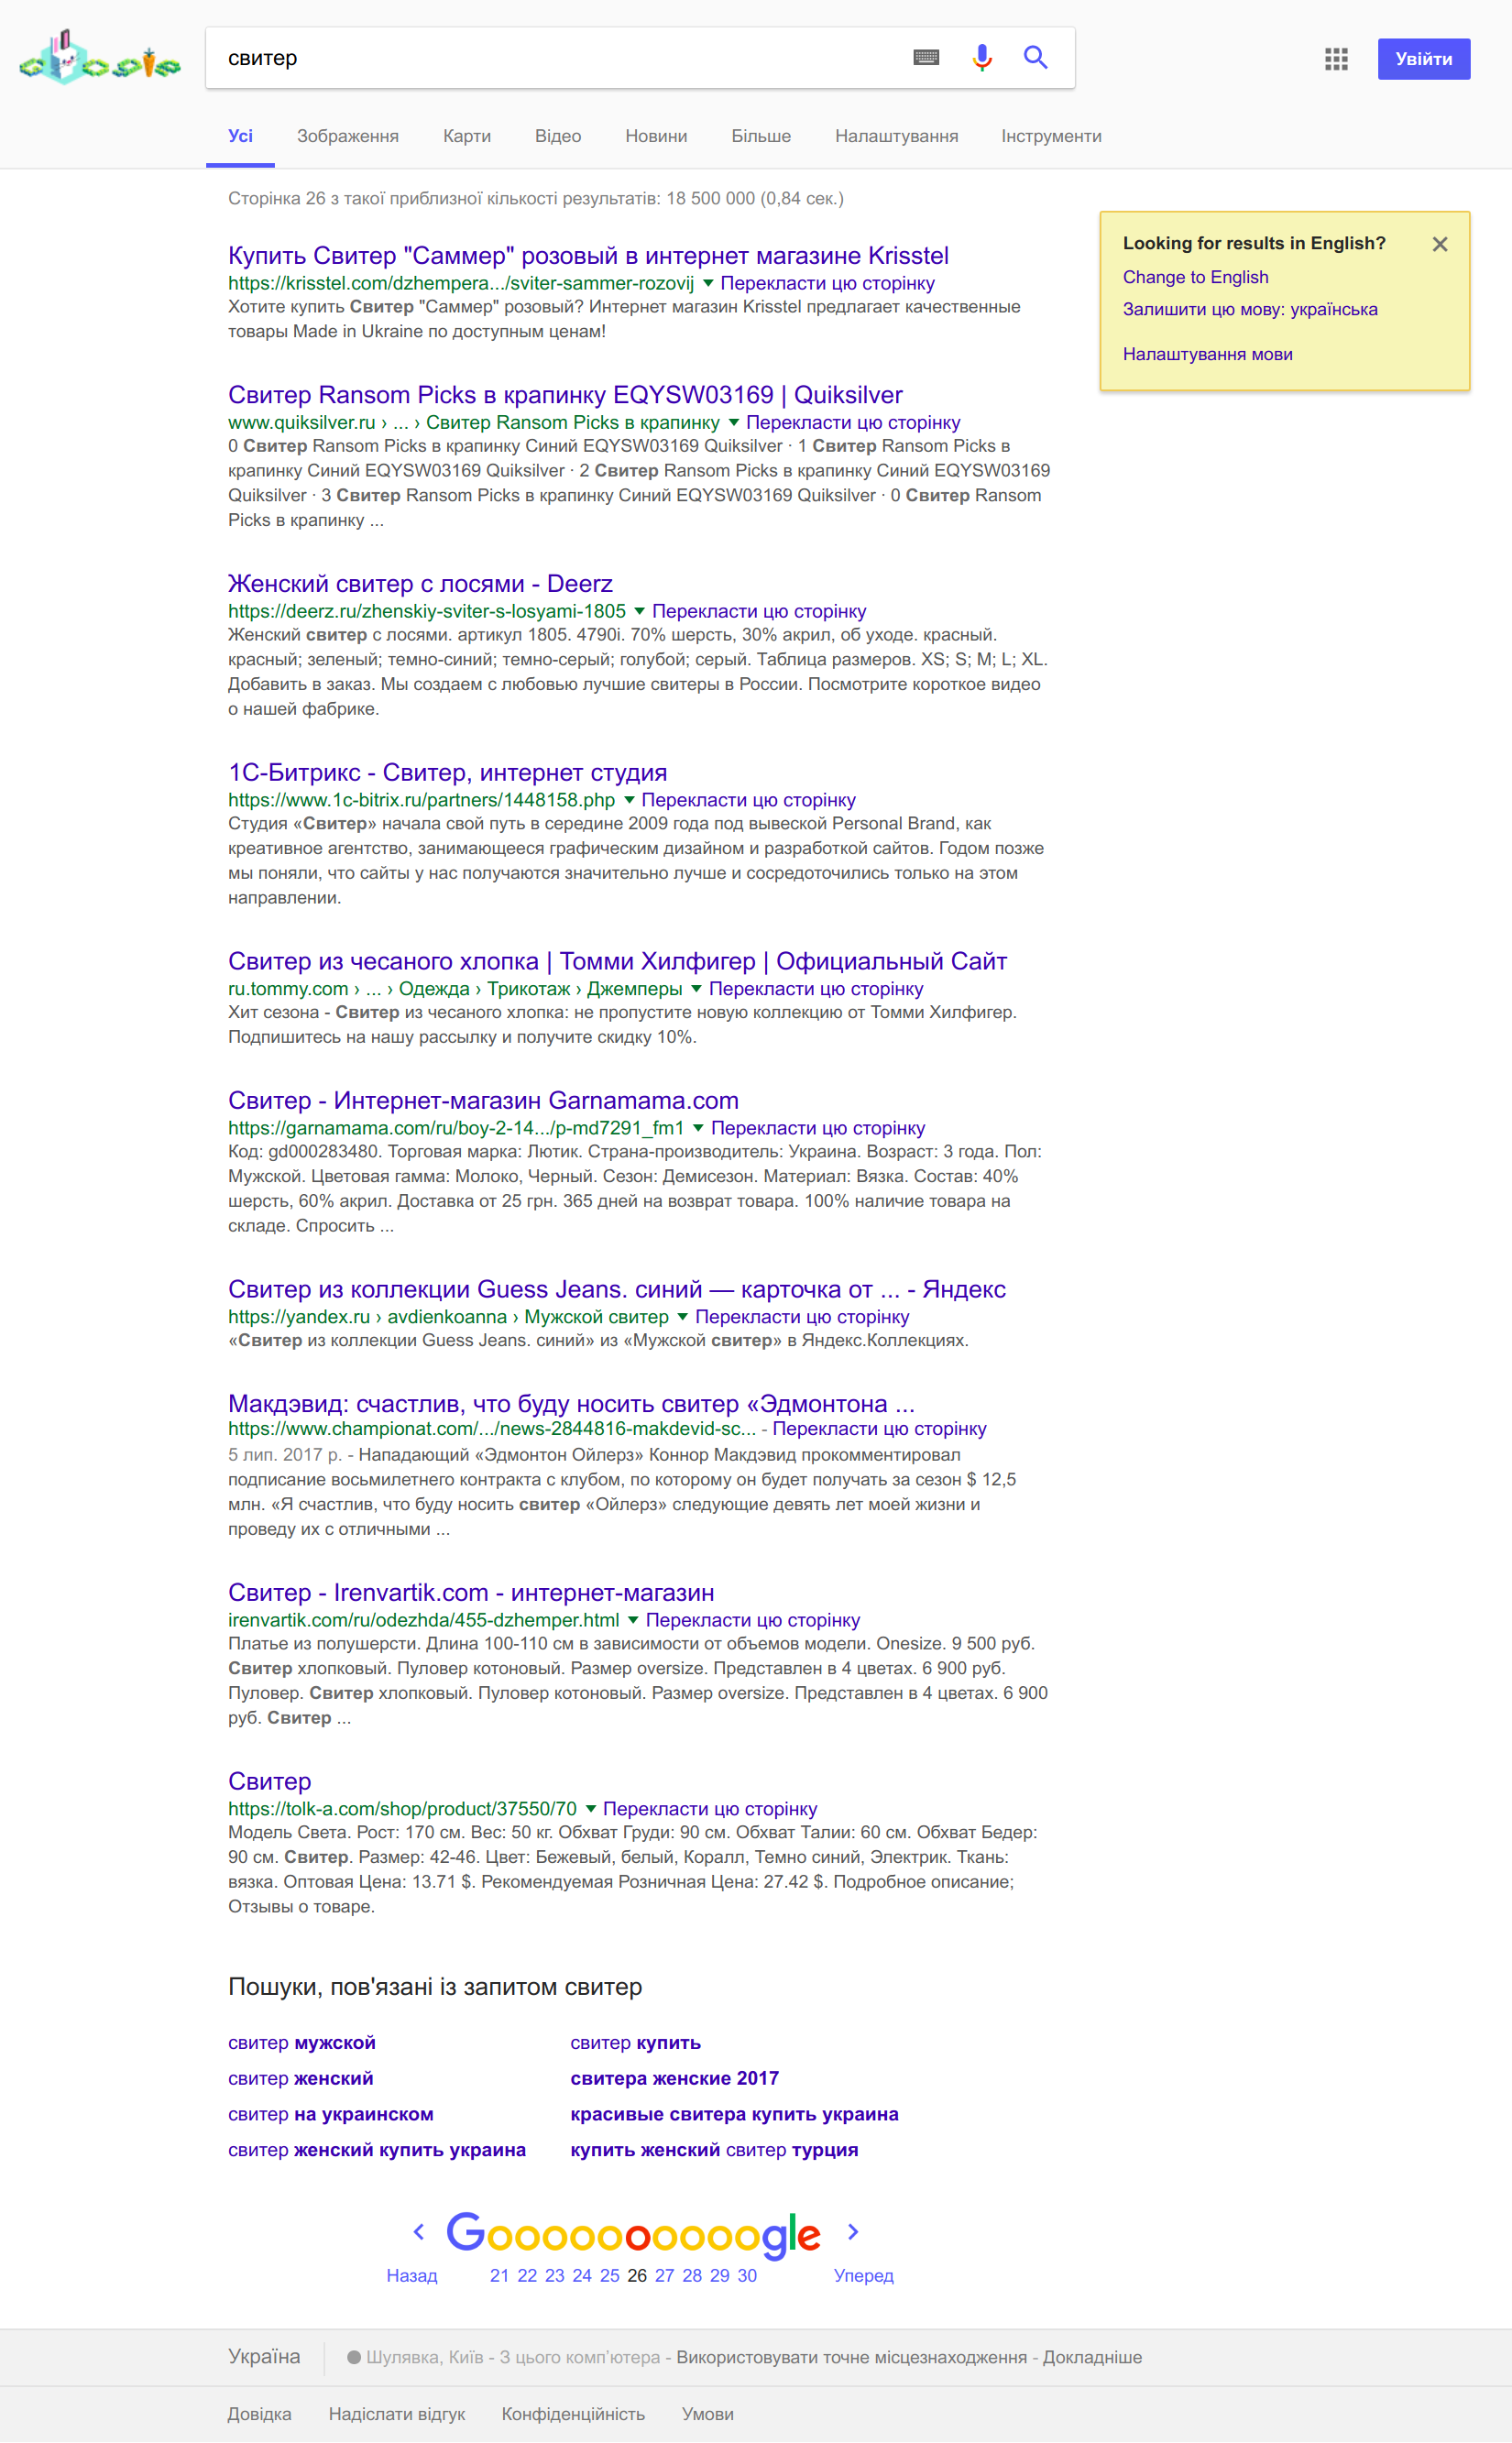 свитер
Увійти
Усі Зображення Карти Відео Новини Більше Налаштування Інструменти
Сторінка 26 з такої приблизної кількості результатів: 18 500 000 (0,84 сек.)
Looking for results in English?
Change to English
Залишити цю мову: українська
Налаштування мови
Купить Свитер "Саммер" розовый в интернет магазине Krisstel
https://krisstel.com/dzhempera.../sviter-sammer-rozovij ▼ Перекласти цю сторінку
Хотите купить Свитер "Саммер" розовый? Интернет магазин Krisstel предлагает качественные
товары Made in Ukraine по доступным ценам!
Свитер Ransom Picks в крапинку EQYSW03169 | Quiksilver
www.quiksilver.ru › ... › Свитер Ransom Picks в крапинку ▼ Перекласти цю сторінку
0 Свитер Ransom Picks в крапинку Синий EQYSW03169 Quiksilver · 1 Свитер Ransom Picks в
крапинку Синий EQYSW03169 Quiksilver · 2 Свитер Ransom Picks в крапинку Синий EQYSW03169
Quiksilver · 3 Свитер Ransom Picks в крапинку Синий EQYSW03169 Quiksilver · 0 Свитер Ransom
Picks в крапинку ...
Женский свитер с лосями - Deerz
https://deerz.ru/zhenskiy-sviter-s-losyami-1805 ▼ Перекласти цю сторінку
Женский свитер с лосями. артикул 1805. 4790i. 70% шерсть, 30% акрил, об уходе. красный.
красный; зеленый; темно-синий; темно-серый; голубой; серый. Таблица размеров. XS; S; M; L; XL.
Добавить в заказ. Мы создаем с любовью лучшие свитеры в России. Посмотрите короткое видео
о нашей фабрике.
1С-Битрикс - Свитер, интернет студия
https://www.1c-bitrix.ru/partners/1448158.php ▼ Перекласти цю сторінку
Студия «Свитер» начала свой путь в середине 2009 года под вывеской Personal Brand, как
креативное агентство, занимающееся графическим дизайном и разработкой сайтов. Годом позже
мы поняли, что сайты у нас получаются значительно лучше и сосредоточились только на этом
направлении.
Свитер из чесаного хлопка | Томми Хилфигер | Официальный Сайт
ru.tommy.com › ... › Одежда › Трикотаж › Джемперы ▼ Перекласти цю сторінку
Хит сезона - Свитер из чесаного хлопка: не пропустите новую коллекцию от Томми Хилфигер.
Подпишитесь на нашу рассылку и получите скидку 10%.
Свитер - Интернет-магазин Garnamama.com
https://garnamama.com/ru/boy-2-14.../p-md7291_fm1 ▼ Перекласти цю сторінку
Код: gd000283480. Торговая марка: Лютик. Страна-производитель: Украина. Возраст: 3 года. Пол:
Мужской. Цветовая гамма: Молоко, Черный. Сезон: Демисезон. Материал: Вязка. Состав: 40%
шерсть, 60% акрил. Доставка от 25 грн. 365 дней на возврат товара. 100% наличие товара на
складе. Спросить ...
Свитер из коллекции Guess Jeans. синий — карточка от ... - Яндекс
https://yandex.ru › avdienkoanna › Мужской свитер ▼ Перекласти цю сторінку
«Свитер из коллекции Guess Jeans. синий» из «Мужской свитер» в Яндекс.Коллекциях.
Макдэвид: счастлив, что буду носить свитер «Эдмонтона ...
https://www.championat.com/.../news-2844816-makdevid-sc... - Перекласти цю сторінку
5 лип. 2017 р. - Нападающий «Эдмонтон Ойлерз» Коннор Макдэвид прокомментировал
подписание восьмилетнего контракта с клубом, по которому он будет получать за сезон $ 12,5
млн. «Я счастлив, что буду носить свитер «Ойлерз» следующие девять лет моей жизни и
проведу их с отличными ...
Свитер - Irenvartik.com - интернет-магазин
irenvartik.com/ru/odezhda/455-dzhemper.html ▼ Перекласти цю сторінку
Платье из полушерсти. Длина 100-110 см в зависимости от объемов модели. Onesize. 9 500 руб.
Свитер хлопковый. Пуловер котоновый. Размер oversize. Представлен в 4 цветах. 6 900 руб.
Пуловер. Свитер хлопковый. Пуловер котоновый. Размер oversize. Представлен в 4 цветах. 6 900
руб. Свитер ...
Свитер
https://tolk-a.com/shop/product/37550/70 ▼ Перекласти цю сторінку
Модель Света. Рост: 170 см. Вес: 50 кг. Обхват Груди: 90 см. Обхват Талии: 60 см. Обхват Бедер:
90 см. Свитер. Размер: 42-46. Цвет: Бежевый, белый, Коралл, Темно синий, Электрик. Ткань:
вязка. Оптовая Цена: 13.71 $. Рекомендуемая Розничная Цена: 27.42 $. Подробное описание;
Отзывы о товаре.
Пошуки, пов'язані із запитом свитер
свитер мужской свитер купить
свитер женский свитера женские 2017
свитер на украинском красивые свитера купить украина
свитер женский купить украина купить женский свитер турция
Goooooooooogle
Назад 21 22 23 24 25 26 27 28 29 30 Уперед
Україна Шулявка, Київ - З цього комп'ютера - Використовувати точне місцезнаходження - Докладніше
Довідка Надіслати відгук Конфіденційність Умови